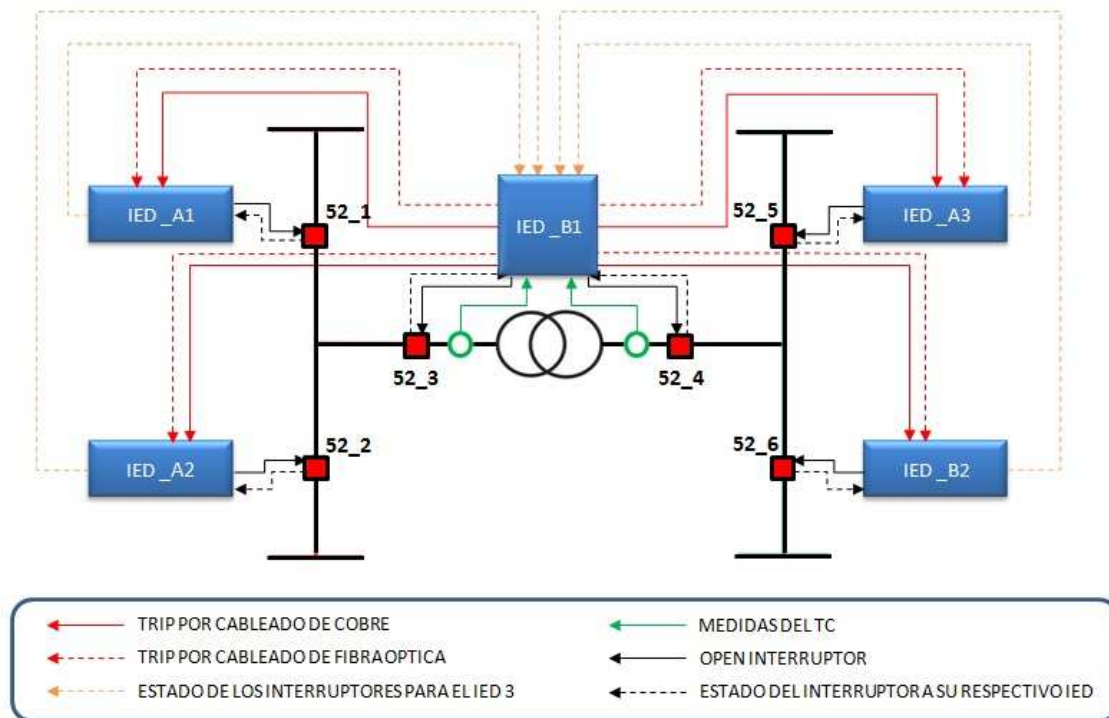 IED _A1
52_1
IED _B1
52_5
IED _A3
52_3
52_4
IED _A2
52_2
52_6
IED _B2
TRIP POR CABLEADO DE COBRE
MEDIDAS DEL TC
TRIP POR CABLEADO DE FIBRA OPTICA
OPEN INTERRUPTOR
ESTADO DE LOS INTERRUPTORES PARA EL IED 3
ESTADO DEL INTERRUPTOR A SU RESPECTIVO IED